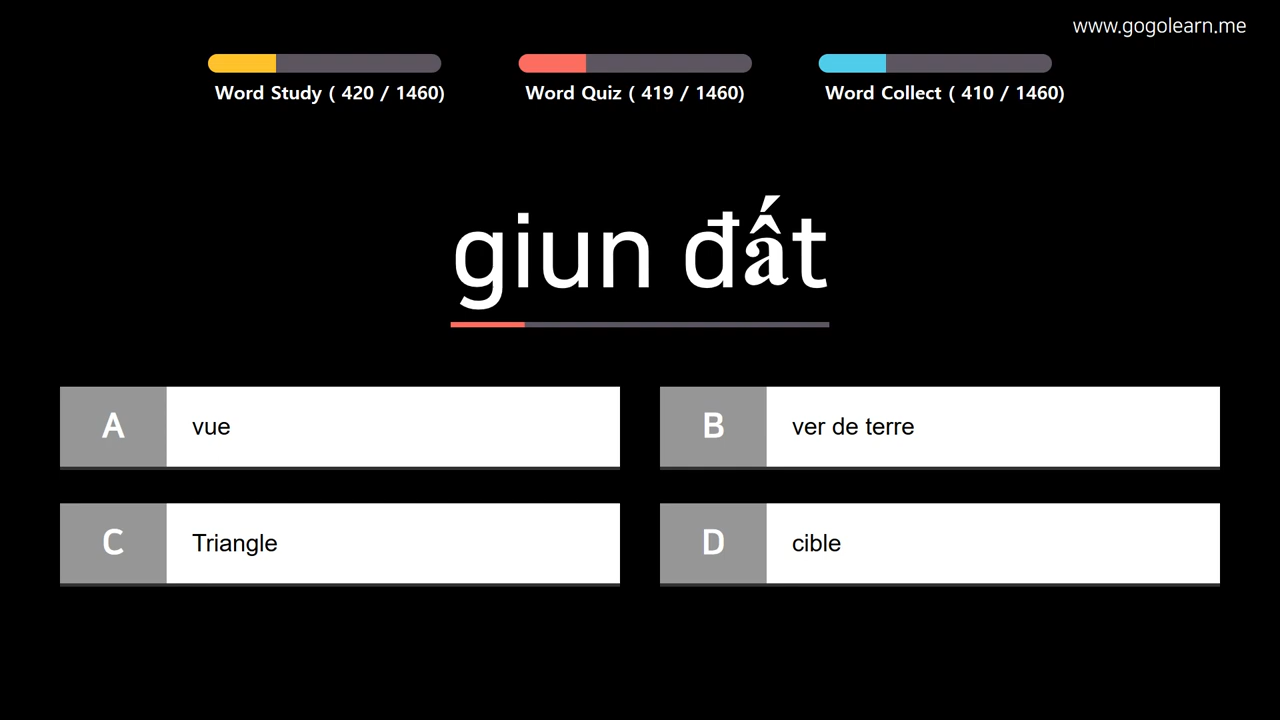 www.gogolearn.me
Word Study ( 420 / 1460)
Word Quiz ( 419 / 1460)
Word Collect ( 410 / 1460)
giun đất
A vue
B ver de terre
C Triangle
D cible